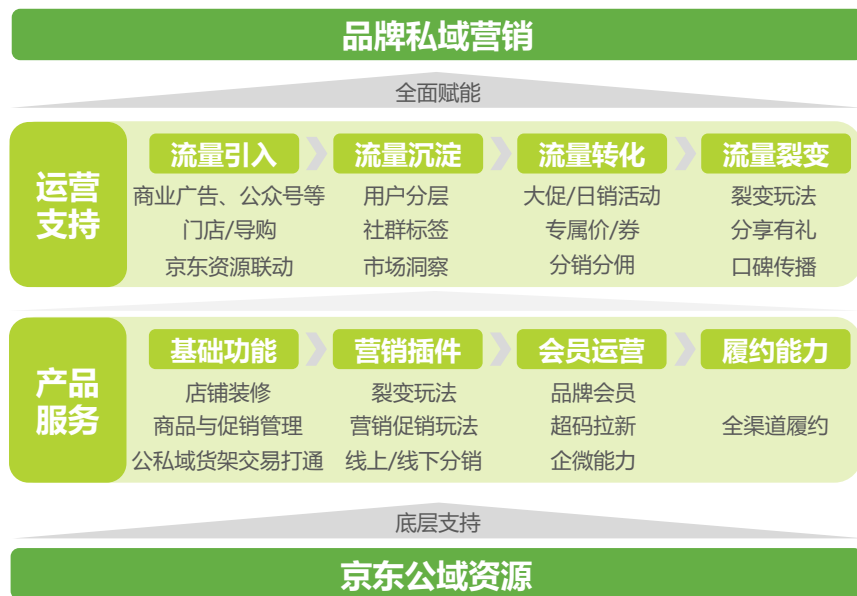 品牌私域营销
全面赋能
运营
支持
流量引入
商业广告、公众号等
门店/导购
京东资源联动
流量沉淀
用户分层
社群标签
市场洞察
流量转化
大促/日销活动
专属价/券
分销分佣
流量裂变
裂变玩法
分享有礼
口碑传播
产品
服务
基础功能
店铺装修
商品与促销管理
公私域货架交易打通
营销插件
裂变玩法
营销促销玩法
线上/线下分销
会员运营
品牌会员
超码拉新
企微能力
履约能力
全渠道履约
底层支持
京东公域资源